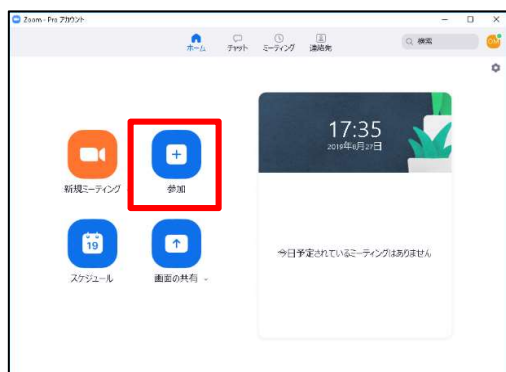 Zoom - Pro アカウント
ホーム
チャット
ミーティング
連絡先
検索
新規ミーティング
参加
19
スケジュール
画面の共有
17:35
2019年8月27日
今日予定されているミーティングはありません